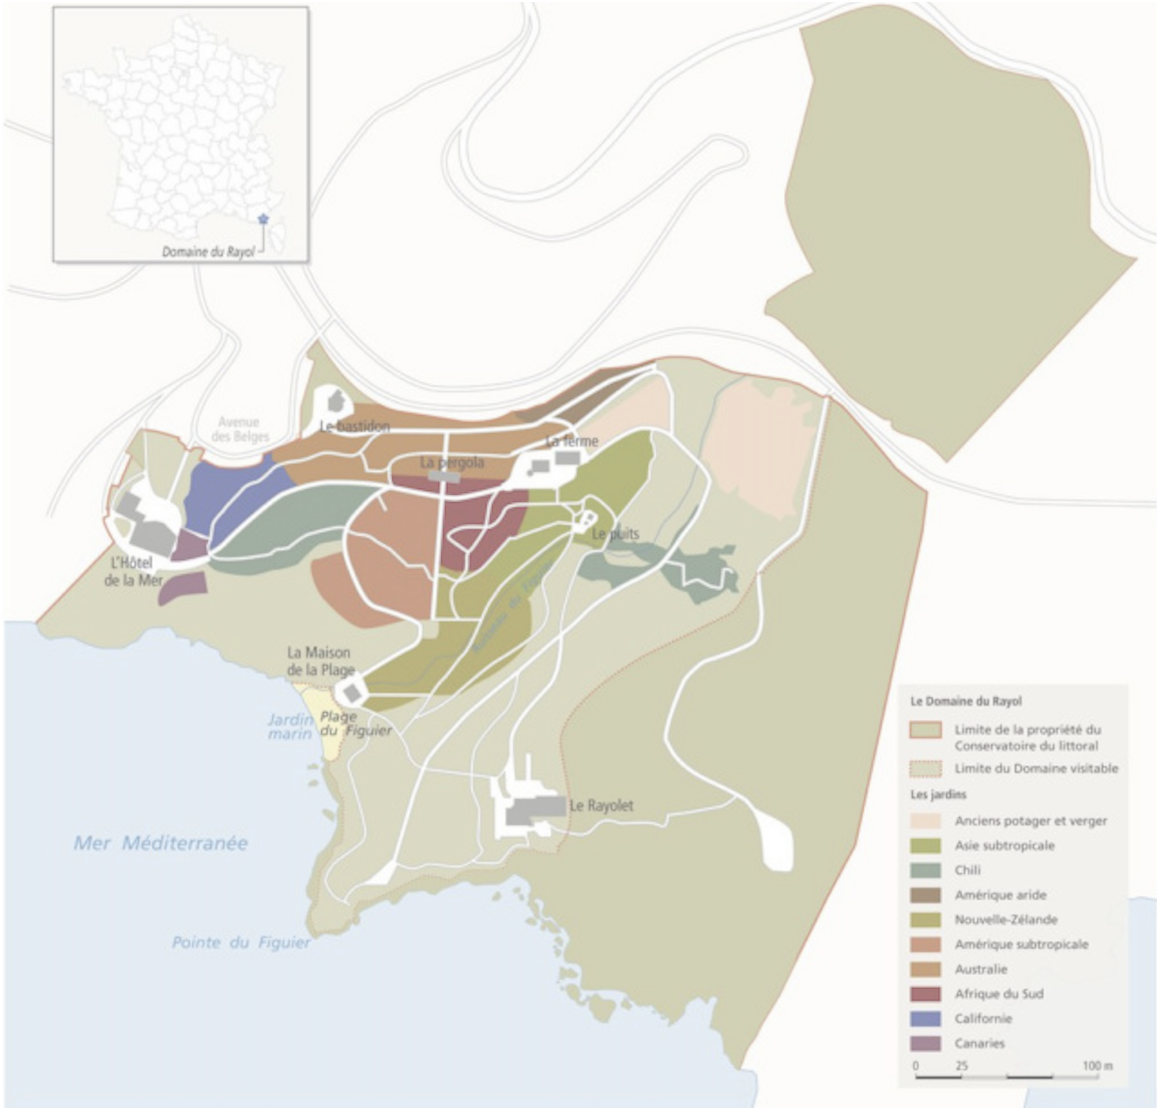 Domaine du Rayol
Avenue
des Belges
Le bastidon
La ferme
La pergola
Le puits
L'Hôtel
de la Mer
Ruisseau du Figuier
La Maison
de la Plage
Jardin
marin
Plage
du Figuier
Le Rayolet
Mer Méditerranée
Pointe du Figuier
Le Domaine du Rayol
Limite de la propriété du
Conservatoire du littoral
Limite du Domaine visitable
Les jardins
Anciens potager et verger
Asie subtropicale
Chili
Amérique aride
Nouvelle-Zélande
Amérique subtropicale
Australie
Afrique du Sud
Californie
Canaries
0 25 100 m